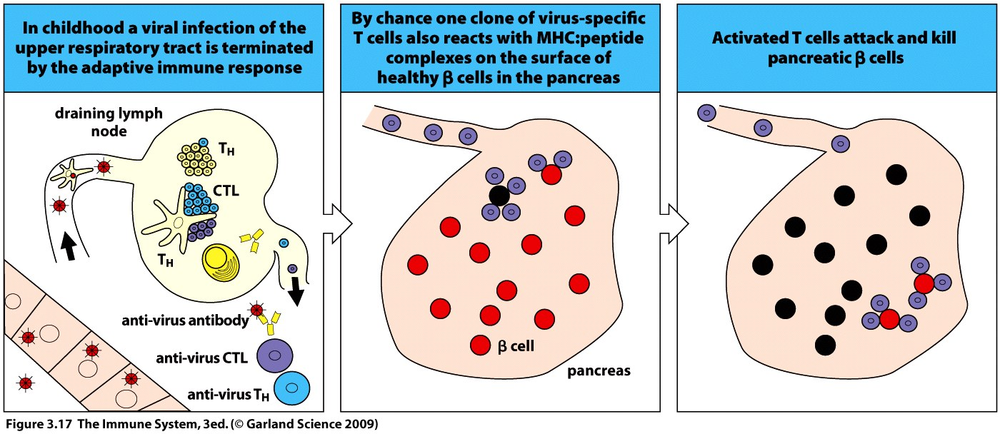 In childhood a viral infection of the
upper respiratory tract is terminated
by the adaptive immune response
draining lymph
node
TH
CTL
TH
anti-virus antibody
anti-virus CTL
anti-virus TH
By chance one clone of virus-specific
T cells also reacts with MHC:peptide
complexes on the surface of
healthy β cells in the pancreas
β cell
pancreas
Activated T cells attack and kill
pancreatic β cells
Figure 3.17 The Immune System, 3ed. (© Garland Science 2009)